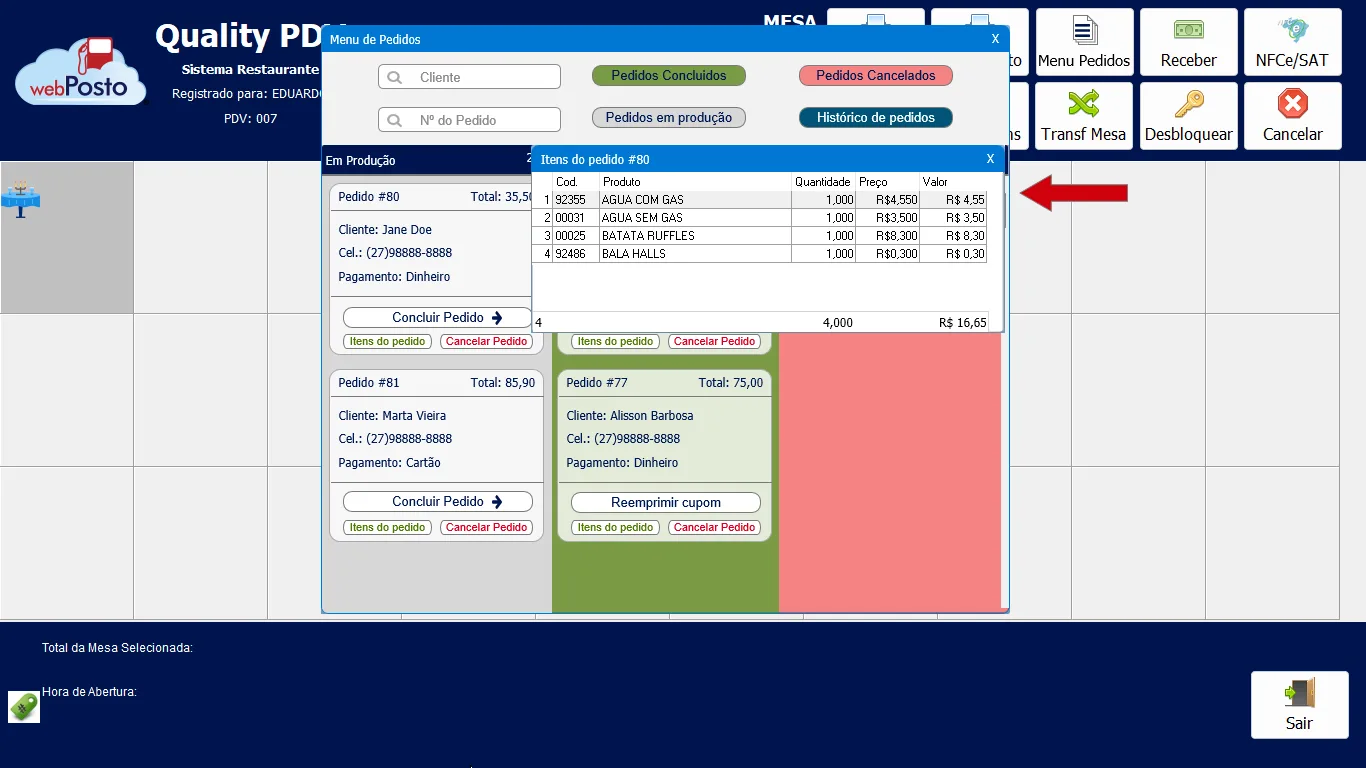 Quality PDV
Sistema Restaurante
Registrado para: EDUARDO
PDV: 007
webPosto
MESA
Menu Pedidos
Receber
NFCe/SAT
Transf Mesa
Desbloquear
Cancelar
Menu de Pedidos X
Cliente
Pedidos Concluidos
Pedidos Cancelados
Nº do Pedido
Pedidos em produção
Histórico de pedidos
Em Produção 2
Itens do pedido #80 X
Cod. Produto Quantidade Preço Valor
1 92355 AGUA COM GAS 1,000 R$4,550 R$ 4,55
2 00031 AGUA SEM GAS 1,000 R$3,500 R$ 3,50
3 00025 BATATA RUFFLES 1,000 R$8,300 R$ 8,30
4 92486 BALA HALLS 1,000 R$0,300 R$ 0,30
4 4,000 R$ 16,65
Pedido #80 Total: 35,50
Cliente: Jane Doe
Cel.: (27)98888-8888
Pagamento: Dinheiro
Concluir Pedido
Itens do pedido Cancelar Pedido
Itens do pedido Cancelar Pedido
Pedido #81 Total: 85,90
Cliente: Marta Vieira
Cel.: (27)98888-8888
Pagamento: Cartão
Concluir Pedido
Itens do pedido Cancelar Pedido
Pedido #77 Total: 75,00
Cliente: Alisson Barbosa
Cel.: (27)98888-8888
Pagamento: Dinheiro
Reemprimir cupom
Itens do pedido Cancelar Pedido
Total da Mesa Selecionada:
Hora de Abertura:
Sair